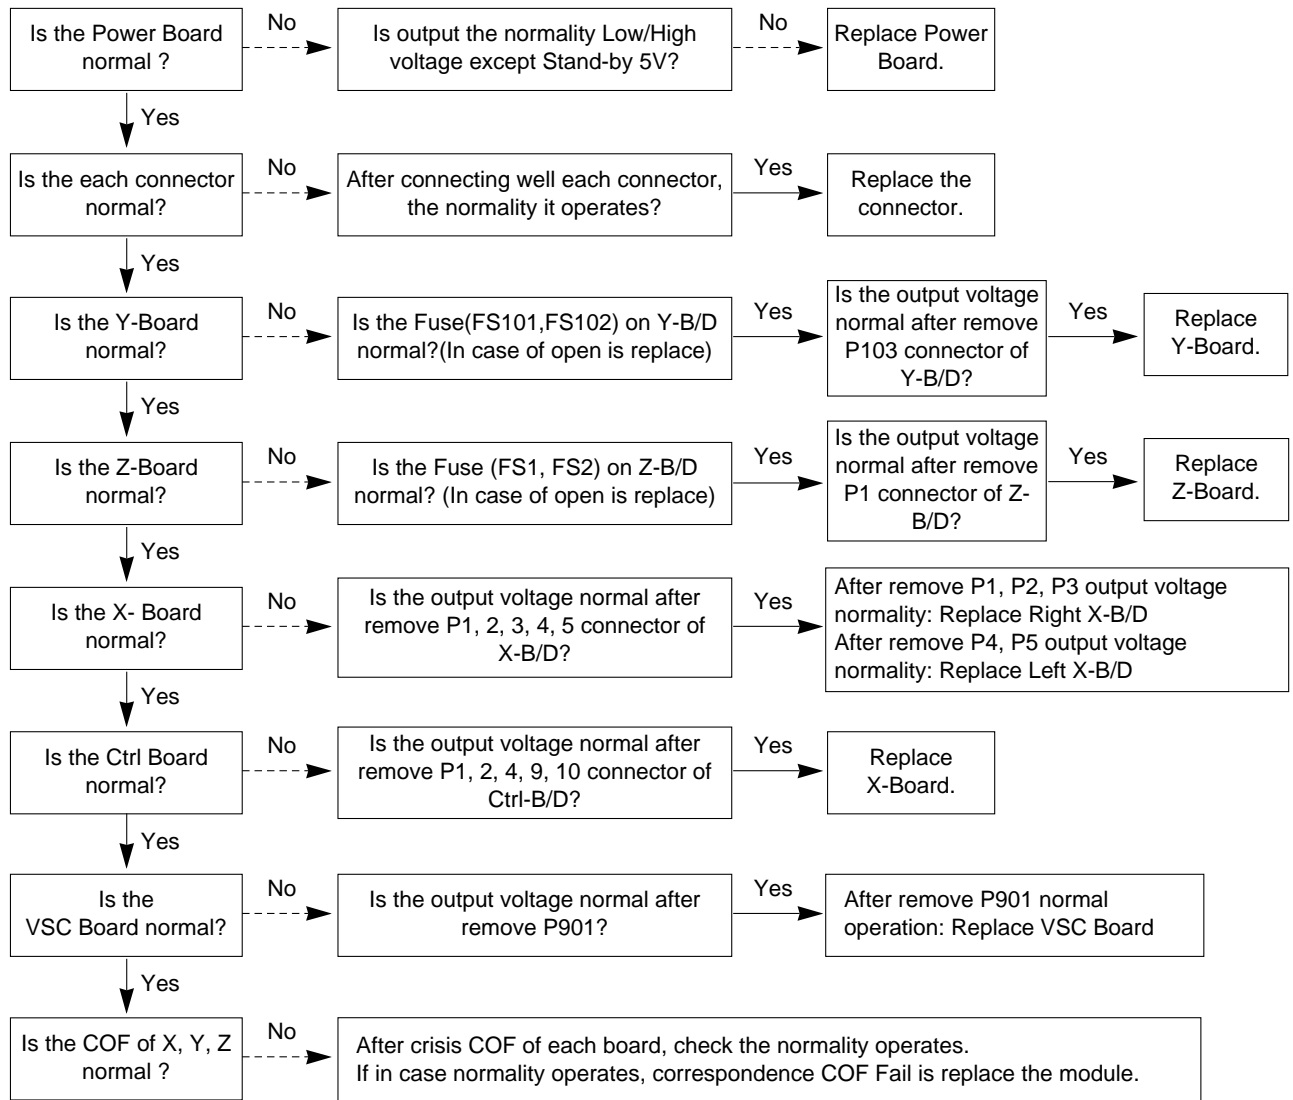 Is the Power Board
normal ?
No
Is output the normality Low/High
voltage except Stand-by 5V?
No
Replace Power
Board.
Yes
Is the each connector
normal?
No
After connecting well each connector,
the normality it operates?
Yes
Replace the
connector.
Yes
Is the Y-Board
normal?
No
Is the Fuse(FS101,FS102) on Y-B/D
normal?(In case of open is replace)
Yes
Is the output voltage
normal after remove
P103 connector of
Y-B/D?
Yes
Replace
Y-Board.
Yes
Is the Z-Board
normal?
No
Is the Fuse (FS1, FS2) on Z-B/D
normal? (In case of open is replace)
Yes
Is the output voltage
normal after remove
P1 connector of Z-
B/D?
Yes
Replace
Z-Board.
Yes
Is the X- Board
normal?
No
Is the output voltage normal after
remove P1, 2, 3, 4, 5 connector of
X-B/D?
Yes
After remove P1, P2, P3 output voltage
normality: Replace Right X-B/D
After remove P4, P5 output voltage
normality: Replace Left X-B/D
Yes
Is the Ctrl Board
normal?
No
Is the output voltage normal after
remove P1, 2, 4, 9, 10 connector of
Ctrl-B/D?
Yes
Replace
X-Board.
Yes
Is the
VSC Board normal?
No
Is the output voltage normal after
remove P901?
Yes
After remove P901 normal
operation: Replace VSC Board
Yes
Is the COF of X, Y, Z
normal ?
No
After crisis COF of each board, check the normality operates.
If in case normality operates, correspondence COF Fail is replace the module.